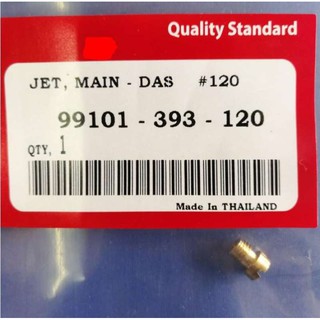 Quality Standard
JET, MAIN - DAS #120
99101 - 393 - 120
QTY, 1
Made In THAILAND